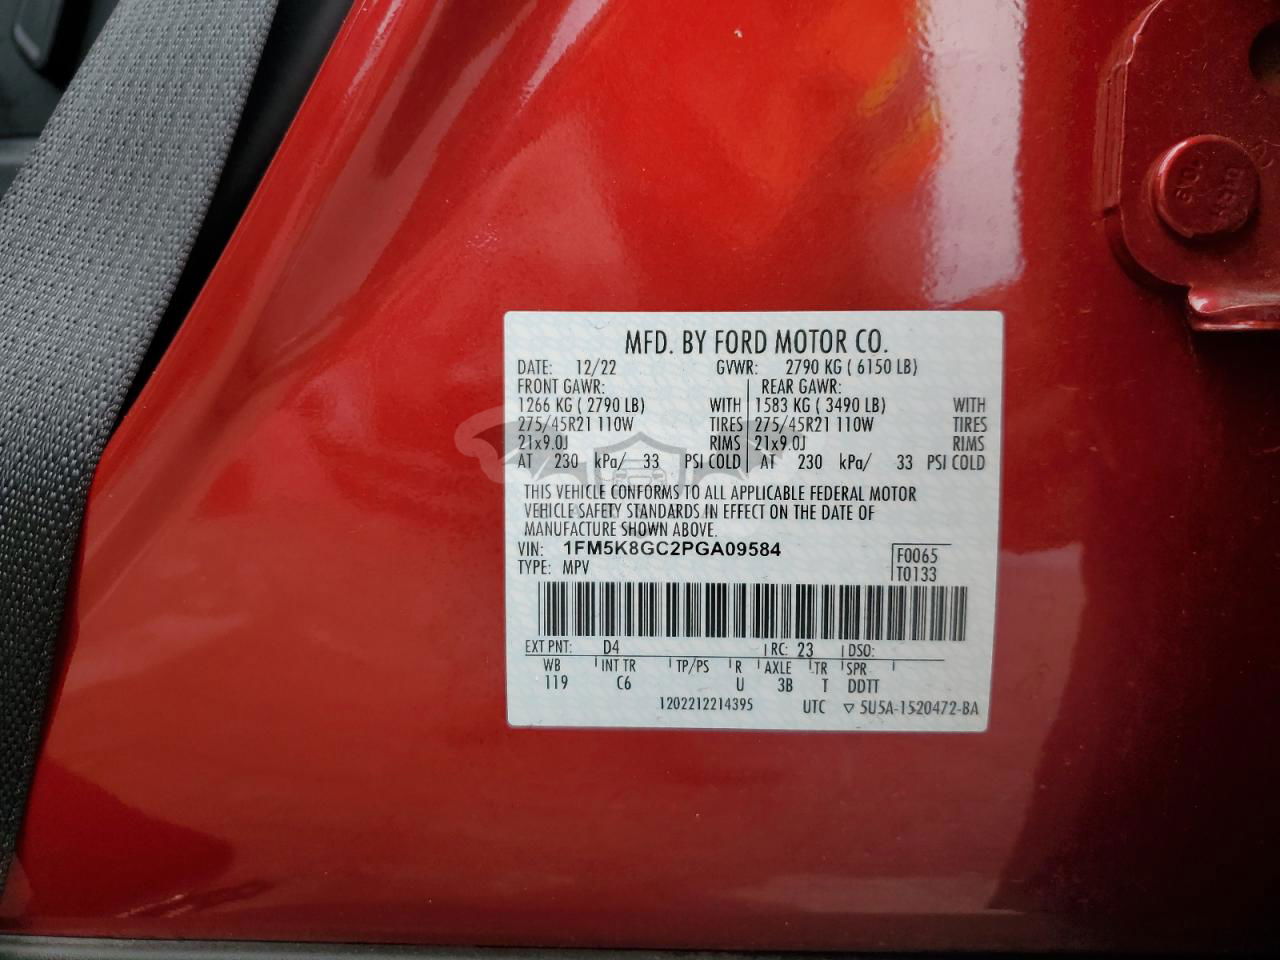 MFD. BY FORD MOTOR CO.
DATE: 12/22 GVWR: 2790 KG ( 6150 LB)
FRONT GAWR: REAR GAWR:
1266 KG ( 2790 LB) WITH 1583 KG ( 3490 LB) WITH
275/45R21 110W TIRES 275/45R21 110W TIRES
21x9.0J RIMS 21x9.0J RIMS
AT 230 kPa/ 33 PSI COLD AT 230 kPa/ 33 PSI COLD
THIS VEHICLE CONFORMS TO ALL APPLICABLE FEDERAL MOTOR
VEHICLE SAFETY STANDARDS IN EFFECT ON THE DATE OF
MANUFACTURE SHOWN ABOVE.
VIN: 1FM5K8GC2PGA09584 F0065
TYPE: MPV T0133
EXT PNT: D4 RC: 23 DSO:
WB INT TR TP/PS R AXLE TR SPR
119 C6 U 3B T DDTT
1202212214395 UTC ▽ 5U5A-1520472-BA